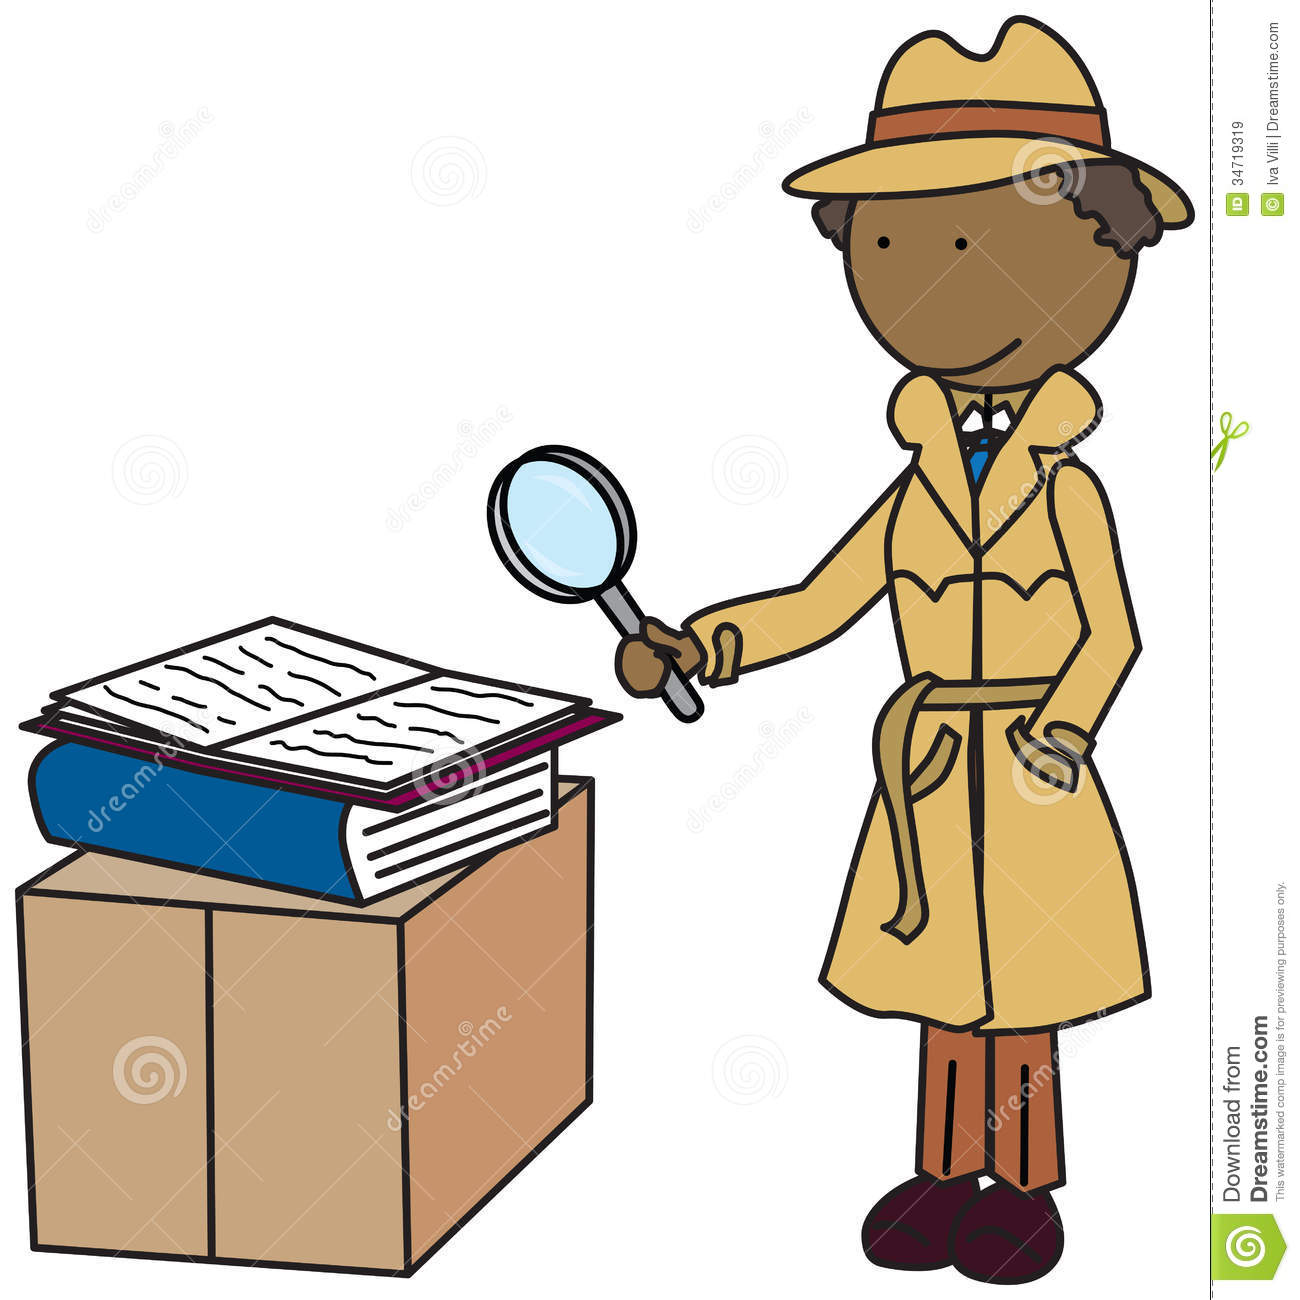 dreamstime
dreamstime
dreamstime
dreamstime
dreamstime
dreamstime
dreamstime
dreamstime
ID 34719319
© Iva Villi | Dreamstime.com
Download from
Dreamstime.com
This watermarked comp image is for previewing purposes only.